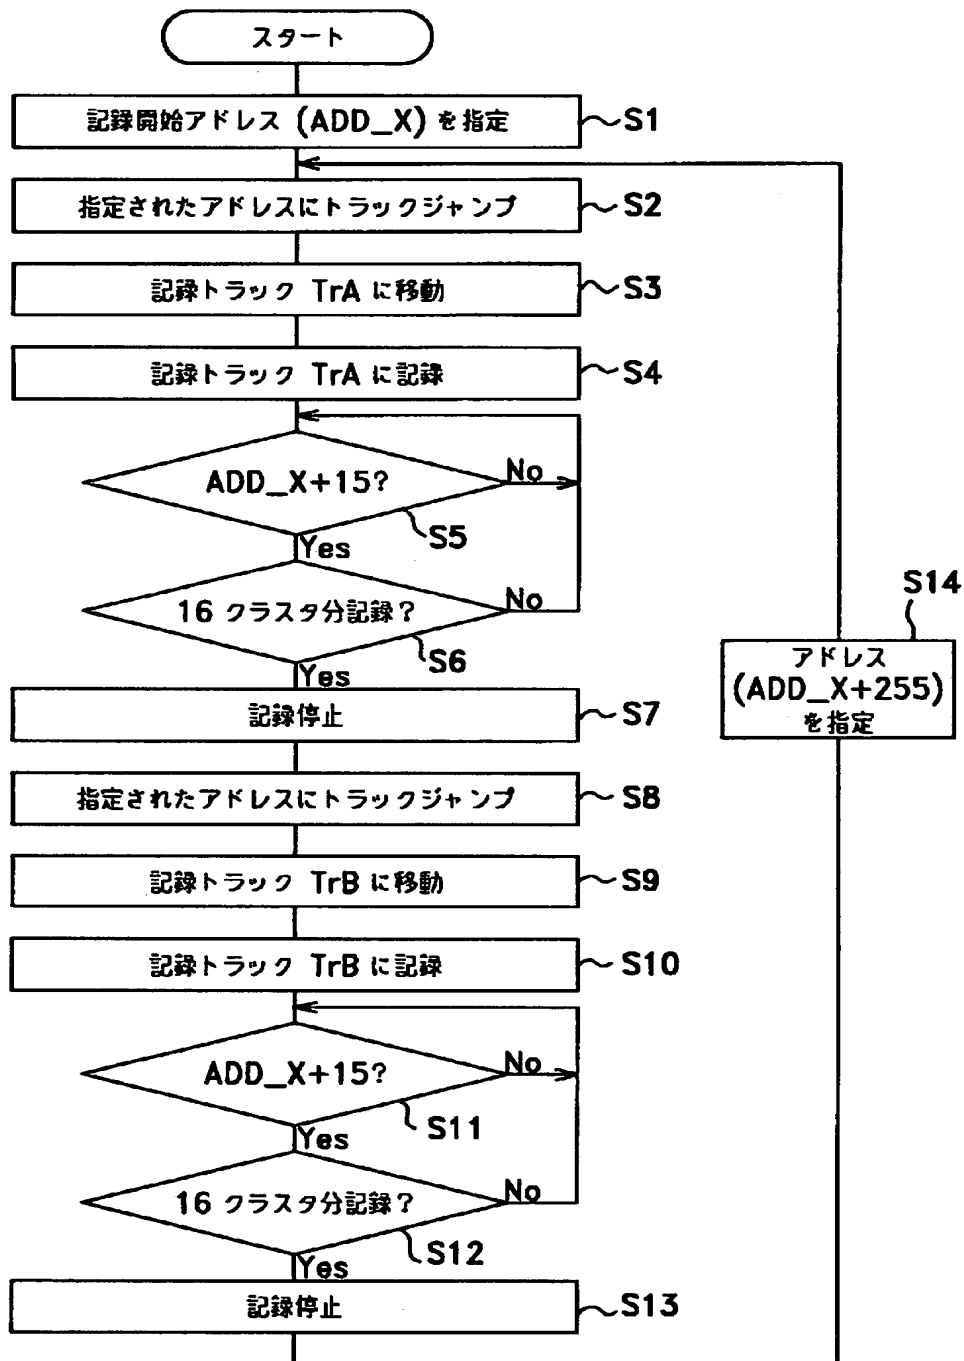 スタート
記録開始アドレス (ADD_X) を指定
S1
指定されたアドレスにトラックジャンプ
S2
記録トラック TrA に移動
S3
記録トラック TrA に記録
S4
ADD_X+15?
No
S5
Yes
16 クラスタ分記録?
No
S6
Yes
記録停止
S7
指定されたアドレスにトラックジャンプ
S8
記録トラック TrB に移動
S9
記録トラック TrB に記録
S10
ADD_X+15?
No
S11
Yes
16 クラスタ分記録?
No
S12
Yes
記録停止
S13
S14
アドレス
(ADD_X+255)
を指定